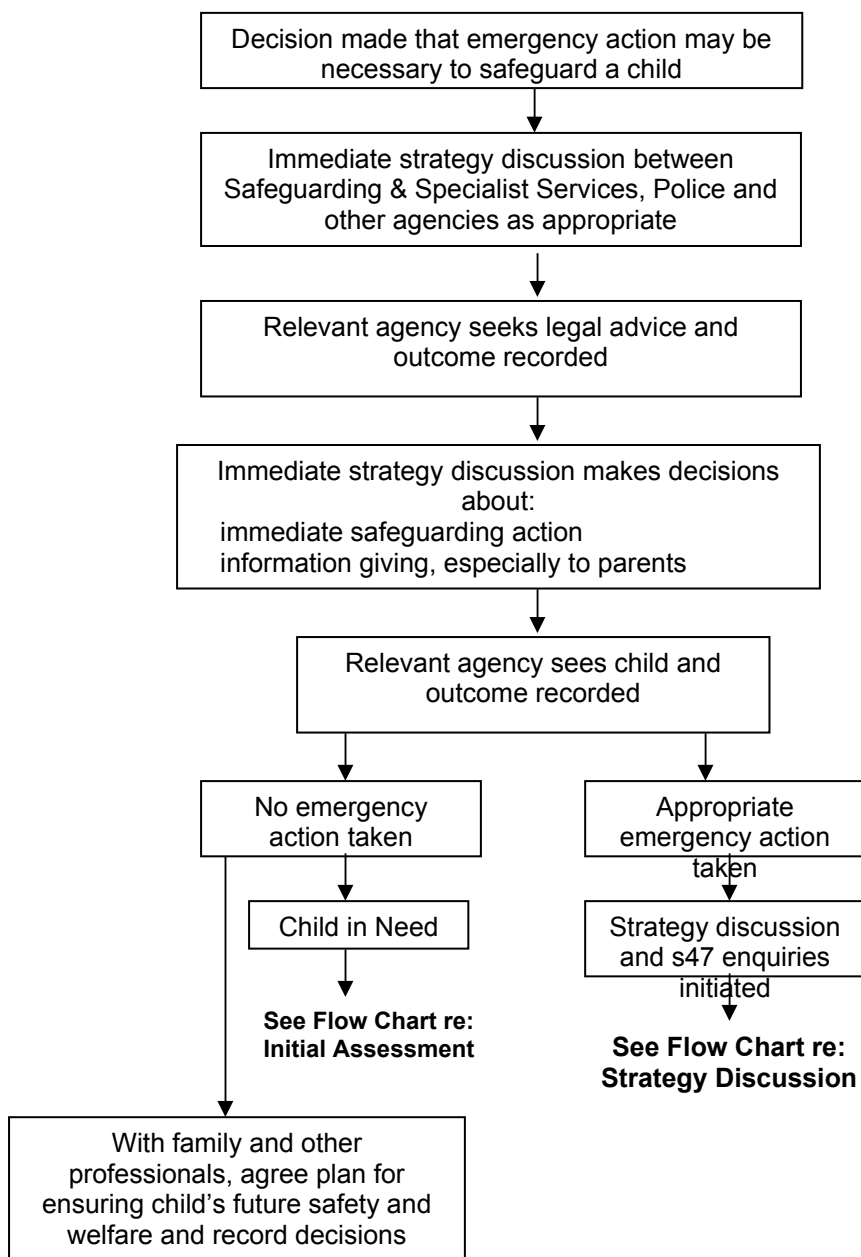 Decision made that emergency action may be
necessary to safeguard a child
Immediate strategy discussion between
Safeguarding & Specialist Services, Police and
other agencies as appropriate
Relevant agency seeks legal advice and
outcome recorded
Immediate strategy discussion makes decisions
about:
immediate safeguarding action
information giving, especially to parents
Relevant agency sees child and
outcome recorded
No emergency
action taken
Appropriate
emergency action
taken
Child in Need
Strategy discussion
and s47 enquiries
initiated
See Flow Chart re:
Initial Assessment
See Flow Chart re:
Strategy Discussion
With family and other
professionals, agree plan for
ensuring child’s future safety and
welfare and record decisions